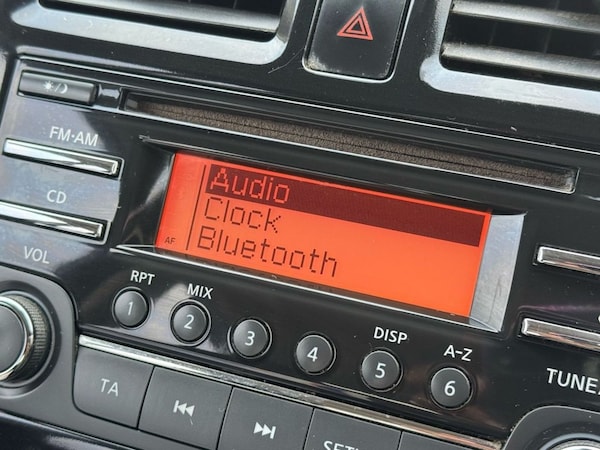 FM·AM
CD
VOL
Audio
Clock
Bluetooth
AF
RPT
MIX
DISP
A-Z
1
2
3
4
5
6
TA
TUNE